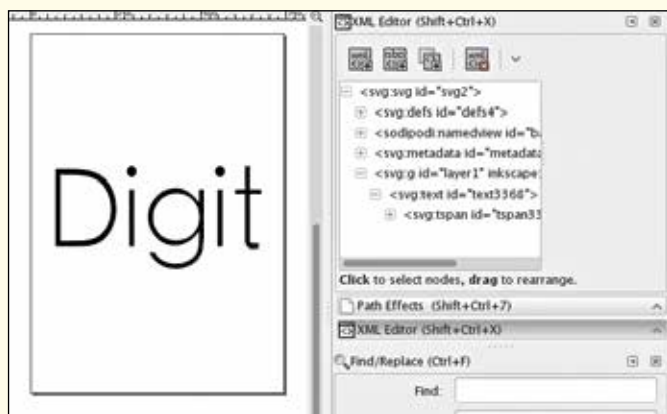 Digit
XML Editor (Shift+Ctrl+X)
<svg:svg id="svg2">
<svg:defs id="defs4">
<sodipodi:namedview id="ba
<svg:metadata id="metadata
<svg:g id="layer1" inkscape:
<svg:text id="text3368">
<svg:tspan id="tspan33
Click to select nodes, drag to rearrange.
Path Effects (Shift+Ctrl+7)
XML Editor (Shift+Ctrl+X)
Find/Replace (Ctrl+F)
Find: